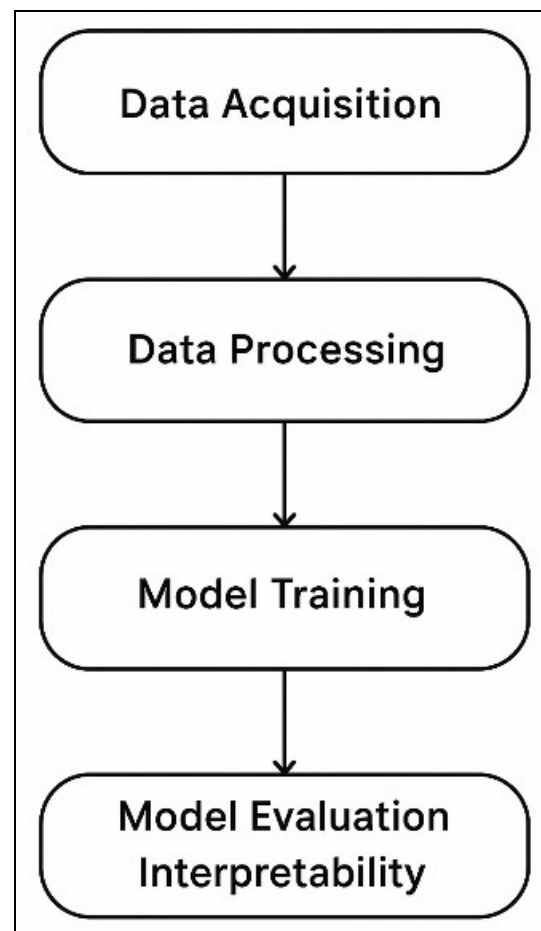 Data Acquisition
Data Processing
Model Training
Model Evaluation
Interpretability